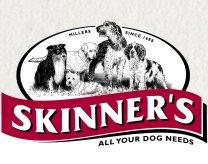 MILLERS SINCE 1688
SKINNER'S
ALL YOUR DOG NEEDS